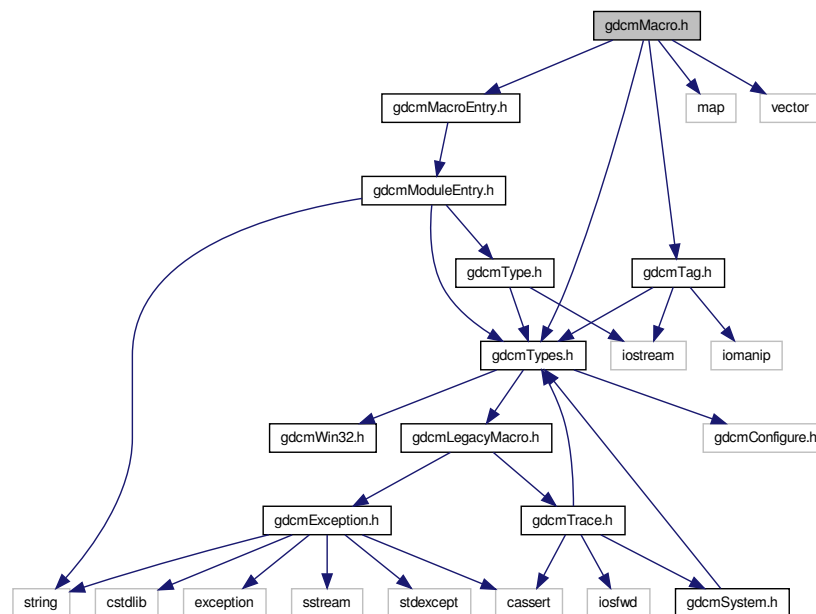 gdcmMacro.h
gdcmMacroEntry.h
map
vector
gdcmModuleEntry.h
gdcmType.h
gdcmTag.h
gdcmTypes.h
iostream
iomanip
gdcmWin32.h
gdcmLegacyMacro.h
gdcmConfigure.h
gdcmException.h
gdcmTrace.h
string
cstdlib
exception
sstream
stdexcept
cassert
iosfwd
gdcmSystem.h